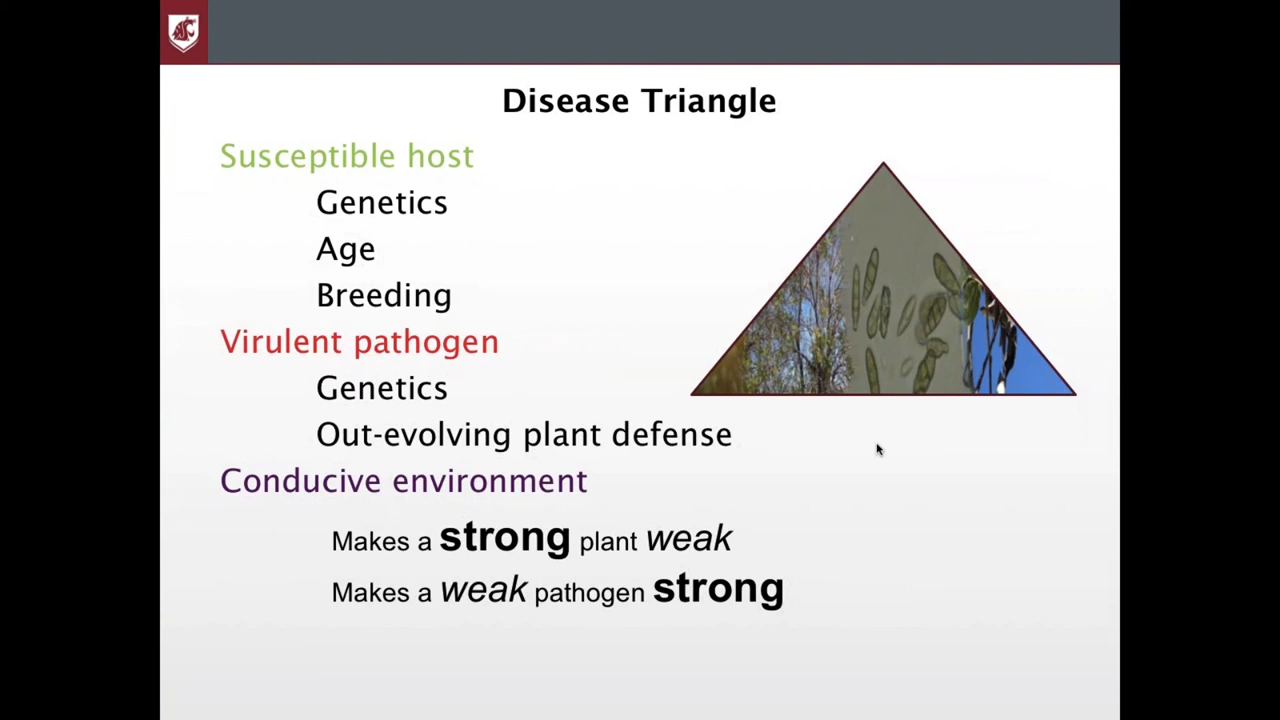 Disease Triangle
Susceptible host
Genetics
Age
Breeding
Virulent pathogen
Genetics
Out-evolving plant defense
Conducive environment
Makes a strong plant weak
Makes a weak pathogen strong